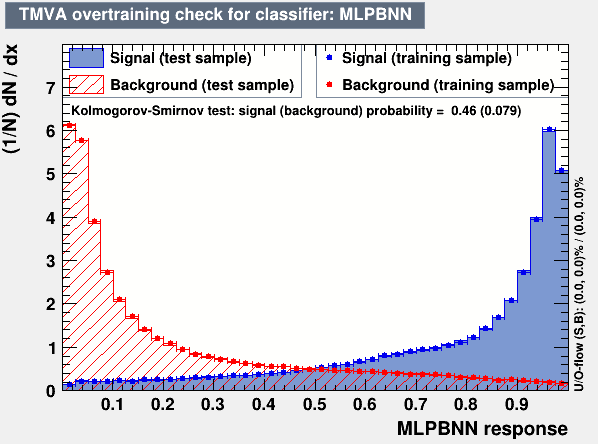 TMVA overtraining check for classifier: MLPBNN
Signal (test sample)
Background (test sample)
Signal (training sample)
Background (training sample)
Kolmogorov-Smirnov test: signal (background) probability = 0.46 (0.079)
(1/N) dN / dx
7
6
5
4
3
2
1
0
0.1 0.2 0.3 0.4 0.5 0.6 0.7 0.8 0.9
MLPBNN response
U/O-flow (S,B): (0.0, 0.0)% / (0.0, 0.0)%